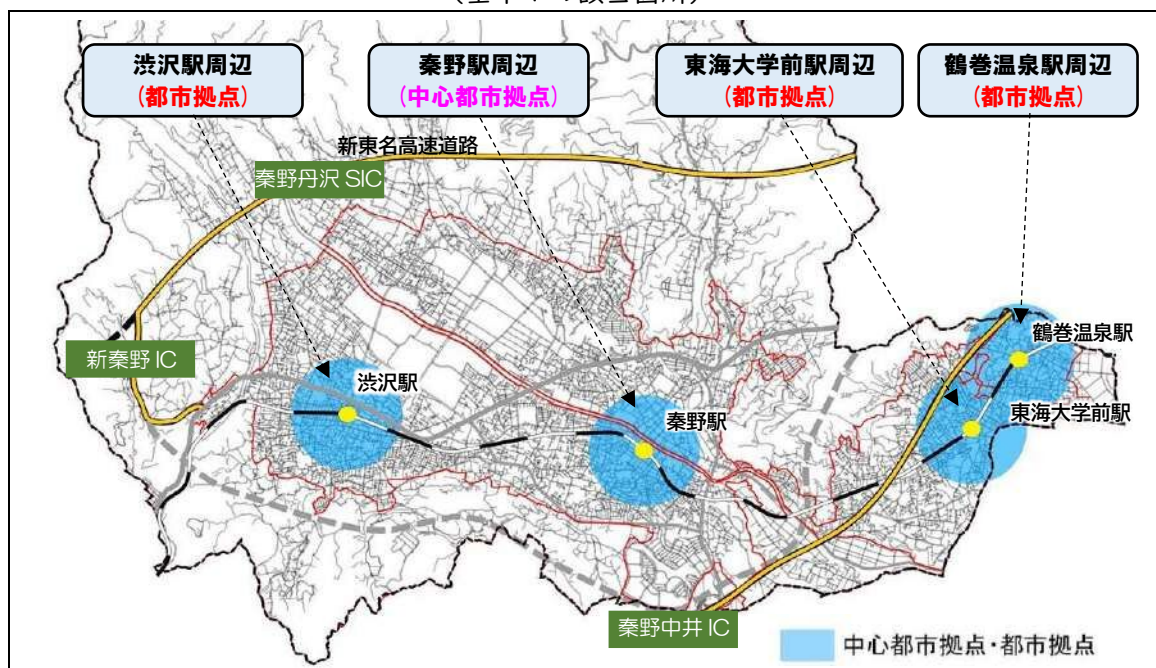 渋沢駅周辺
(都市拠点)
秦野駅周辺
(中心都市拠点)
東海大学前駅周辺
(都市拠点)
鶴巻温泉駅周辺
(都市拠点)
新東名高速道路
秦野丹沢 SIC
新秦野 IC
渋沢駅
秦野駅
鶴巻温泉駅
東海大学前駅
秦野中井 IC
中心都市拠点・都市拠点